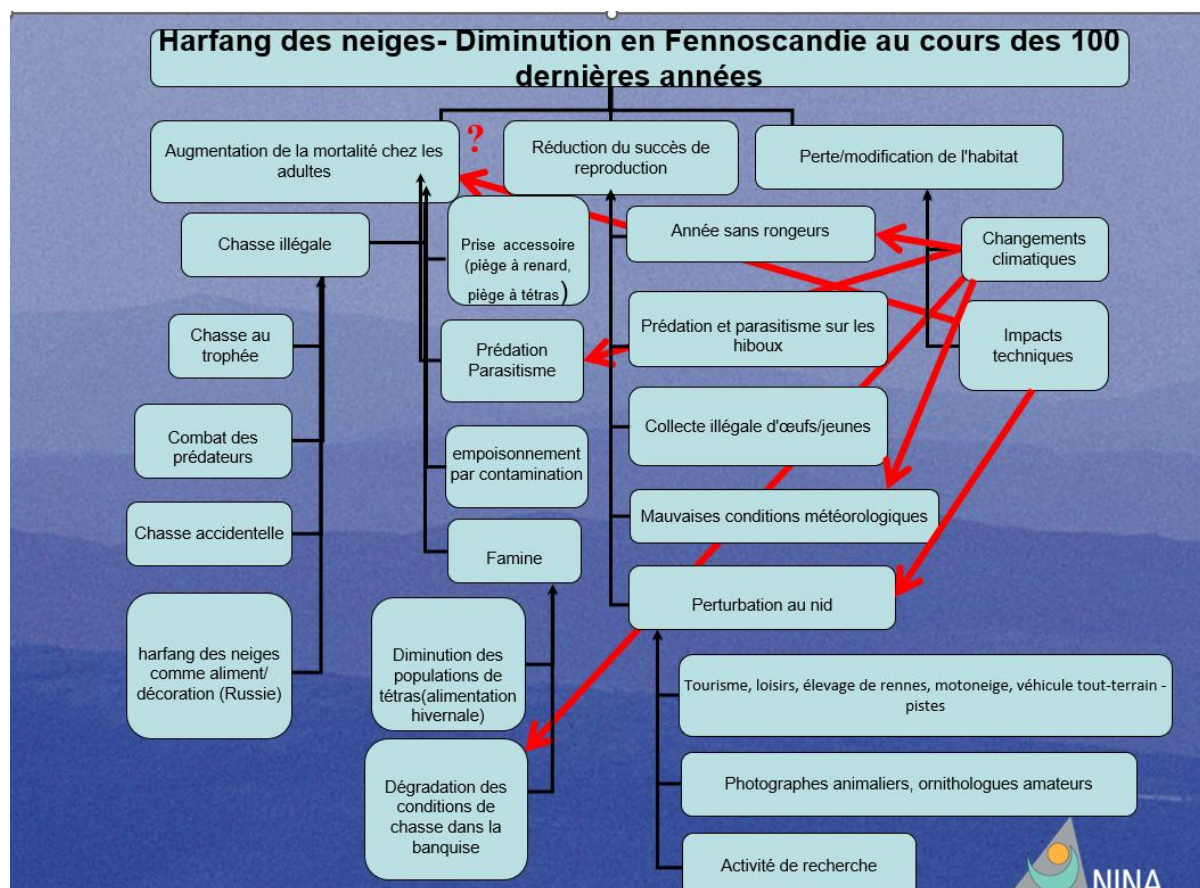 Harfang des neiges- Diminution en Fennoscandie au cours des 100
dernières années
Augmentation de la mortalité chez les
adultes
?
Réduction du succès de
reproduction
Perte/modification de l'habitat
Chasse illégale
Prise accessoire
(piège à renard,
piège à tétras)
Année sans rongeurs
Changements
climatiques
Chasse au
trophée
Prédation
Parasitisme
Prédation et parasitisme sur les
hiboux
Impacts
techniques
Combat des
prédateurs
empoisonnement
par contamination
Collecte illégale d'œufs/jeunes
Chasse accidentelle
Famine
Mauvaises conditions météorologiques
harfang des neiges
comme aliment/
décoration (Russie)
Diminution des
populations de
tétras(alimentation
hivernale)
Perturbation au nid
Tourisme, loisirs, élevage de rennes, motoneige, véhicule tout-terrain -
pistes
Dégradation des
conditions de
chasse dans la
banquise
Photographes animaliers, ornithologues amateurs
Activité de recherche
NINA